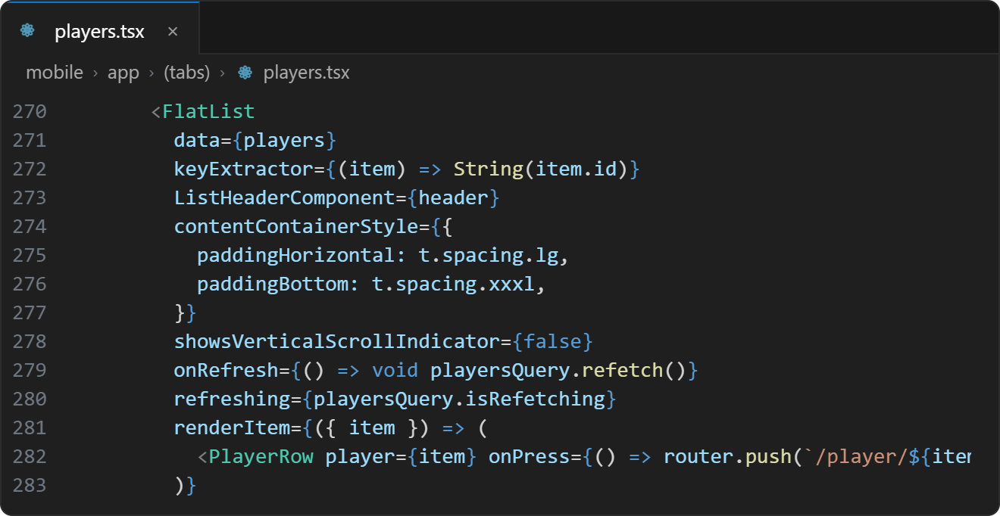 players.tsx ×
mobile › app › (tabs) › players.tsx
270 <FlatList
271 data={players}
272 keyExtractor={(item) => String(item.id)}
273 ListHeaderComponent={header}
274 contentContainerStyle={{
275 paddingHorizontal: t.spacing.lg,
276 paddingBottom: t.spacing.xxxl,
277 }}
278 showsVerticalScrollIndicator={false}
279 onRefresh={() => void playersQuery.refetch()}
280 refreshing={playersQuery.isRefetching}
281 renderItem={({ item }) => (
282 <PlayerRow player={item} onPress={() => router.push(`/player/${iten
283 )}